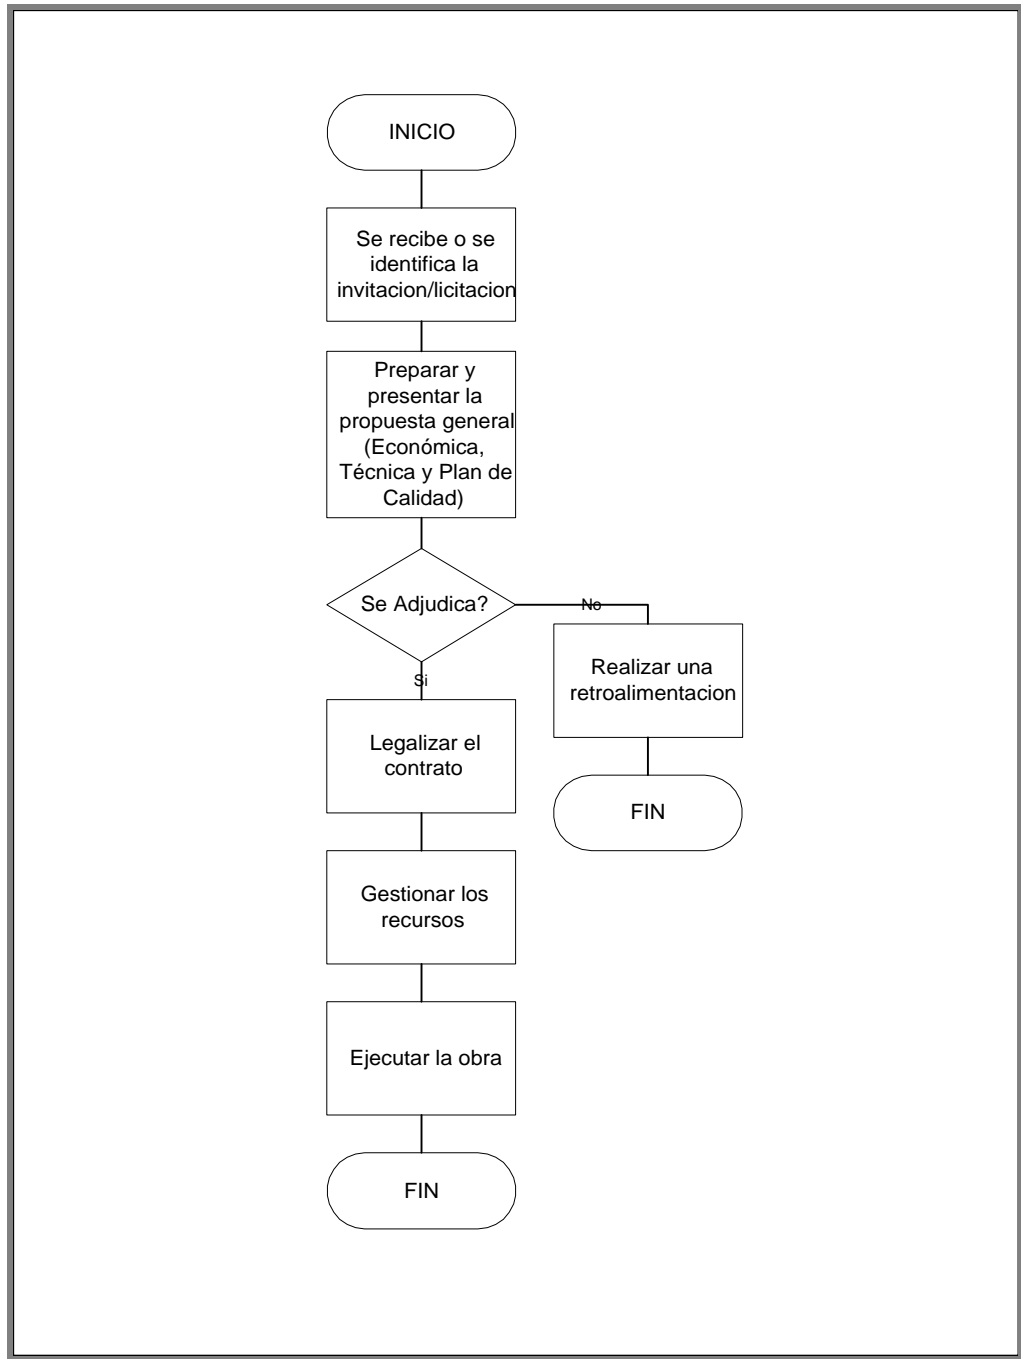 INICIO
Se recibe o se
identifica la
invitacion/licitacion
Preparar y
presentar la
propuesta general
(Económica,
Técnica y Plan de
Calidad)
Se Adjudica?
No
Realizar una
retroalimentacion
FIN
Si
Legalizar el
contrato
Gestionar los
recursos
Ejecutar la obra
FIN